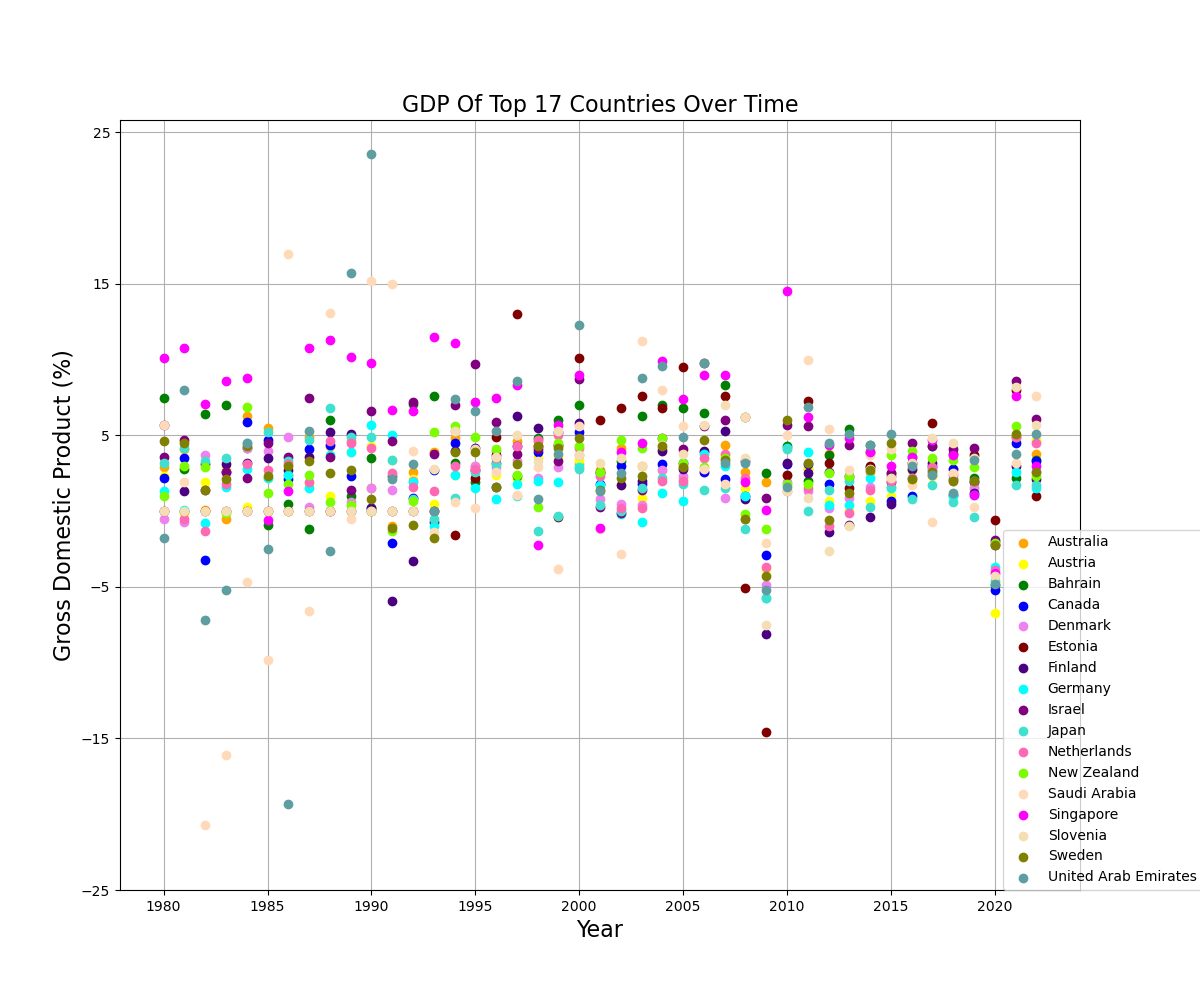 GDP Of Top 17 Countries Over Time
Gross Domestic Product (%)
25
15
5
−5
−15
−25
1980
1985
1990
1995
2000
2005
2010
2015
2020
Year
Australia
Austria
Bahrain
Canada
Denmark
Estonia
Finland
Germany
Israel
Japan
Netherlands
New Zealand
Saudi Arabia
Singapore
Slovenia
Sweden
United Arab Emirates